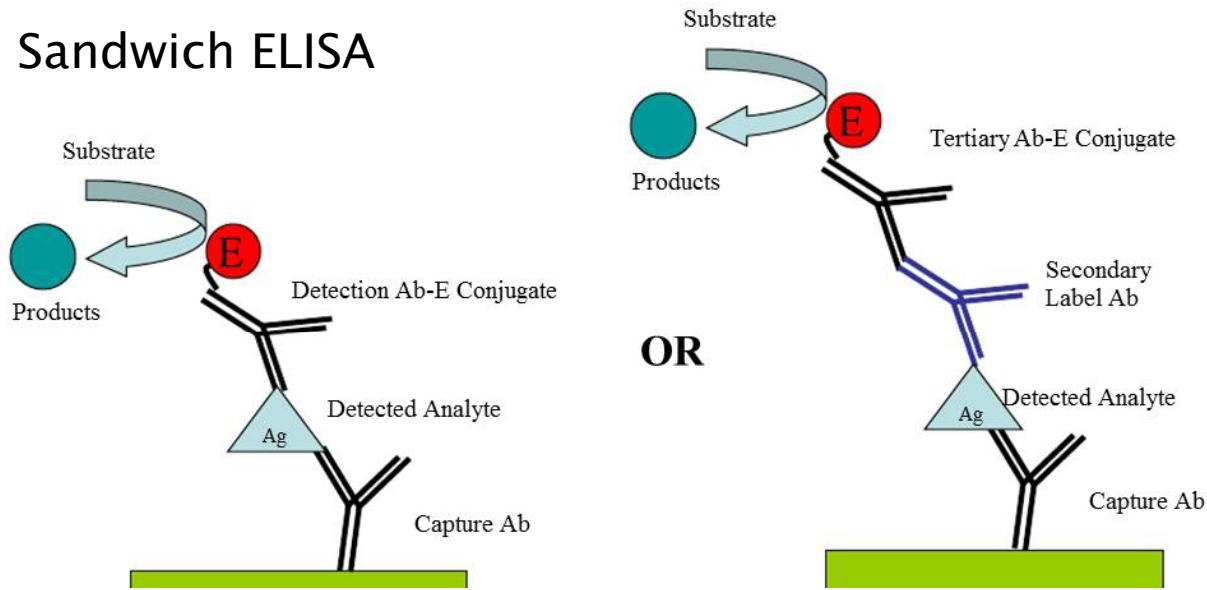 Sandwich ELISA
Substrate
E
Products
Detection Ab-E Conjugate
Detected Analyte
Ag
Capture Ab
OR
Substrate
E
Tertiary Ab-E Conjugate
Products
Secondary
Label Ab
Detected Analyte
Ag
Capture Ab